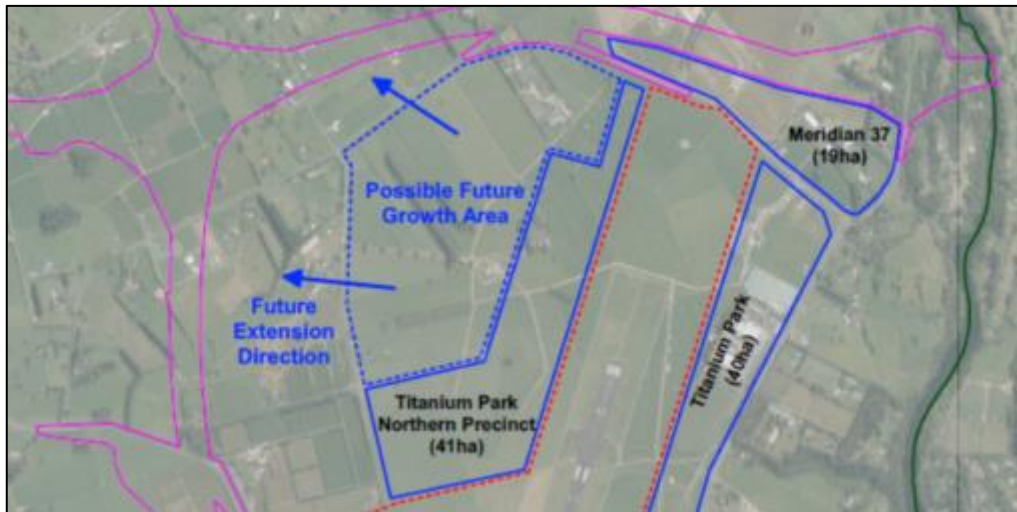 Meridian 37
(19ha)
Possible Future
Growth Area
Future
Extension
Direction
Titanium Park
(40ha)
Titanium Park
Northern Precinct
(41ha)